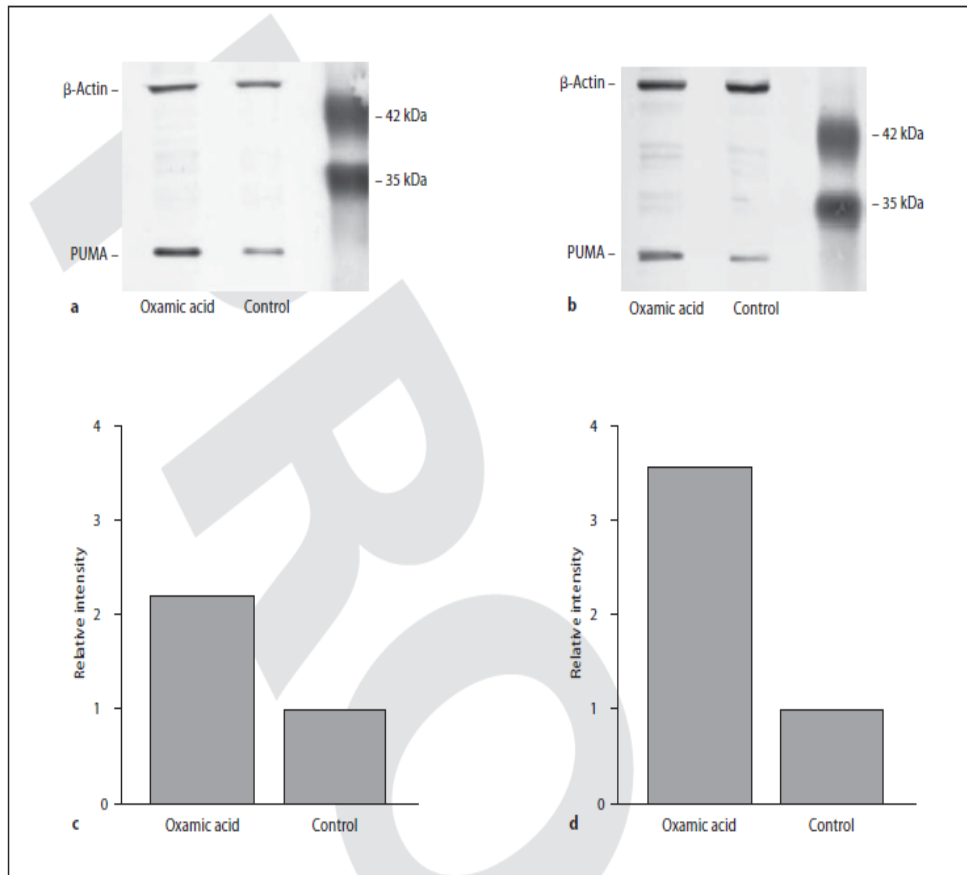 β-Actin –
– 42 kDa
– 35 kDa
PUMA –
a
Oxamic acid
Control
β-Actin –
– 42 kDa
– 35 kDa
PUMA –
b
Oxamic acid
Control
4
3
2
1
0
Relative intensity
c
Oxamic acid
Control
4
3
2
1
0
Relative intensity
d
Oxamic acid
Control
R
O